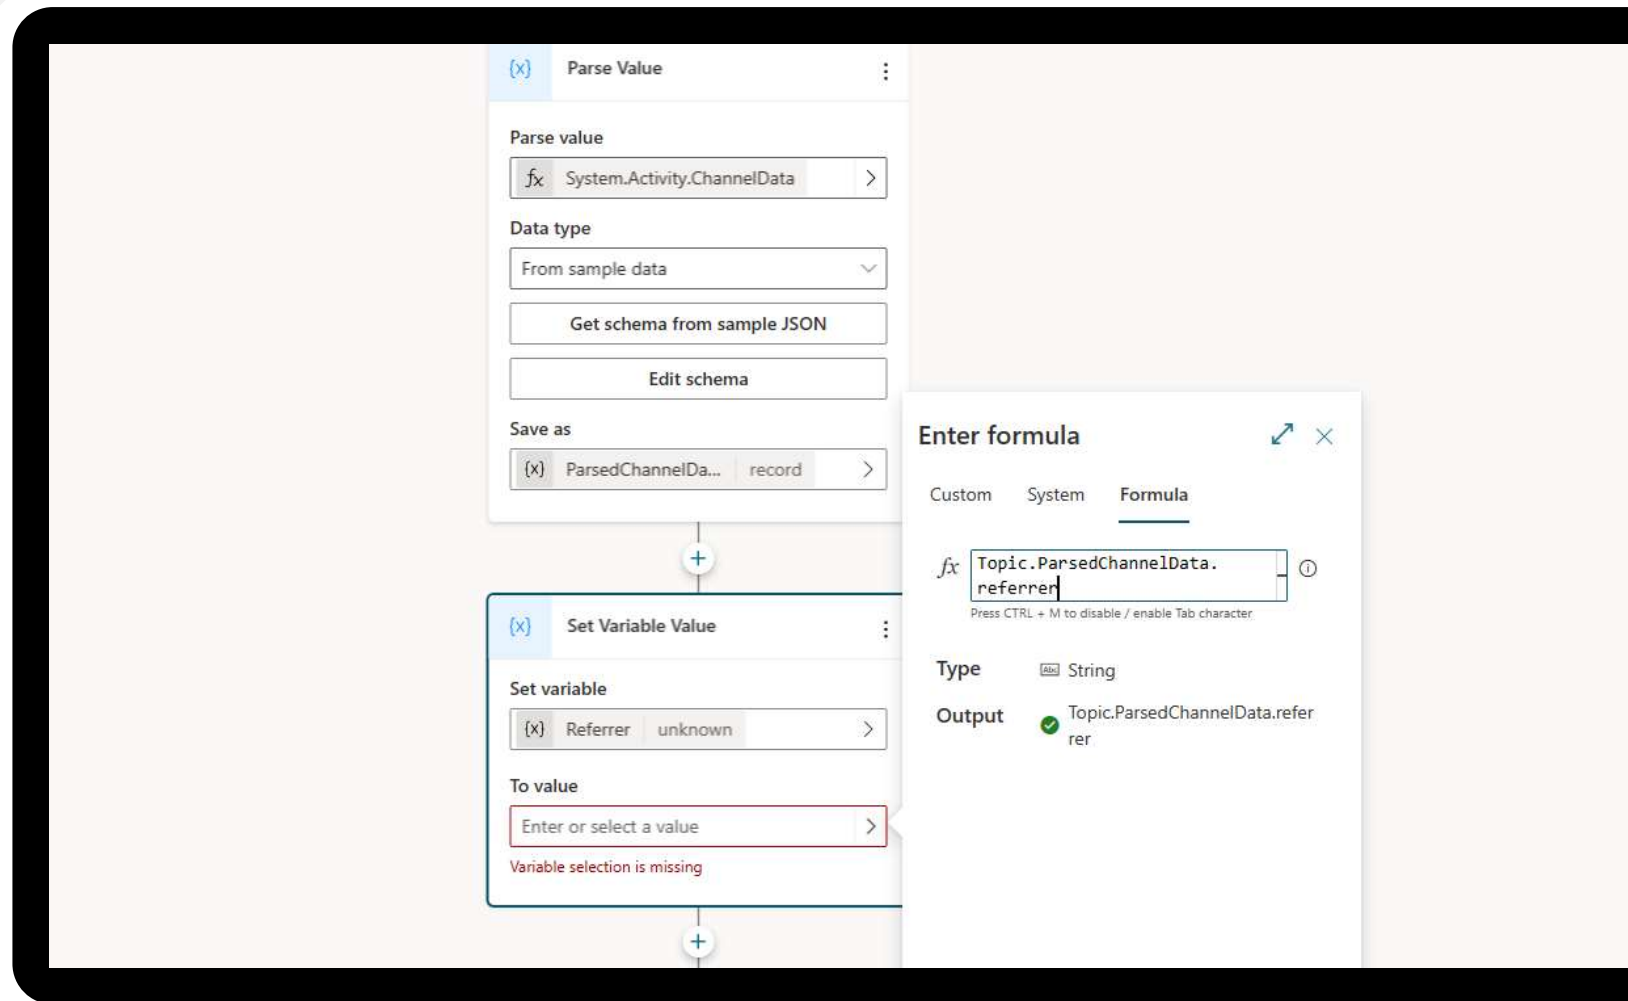 {x} Parse Value
Parse value
fx System.Activity.ChannelData
Data type
From sample data
Get schema from sample JSON
Edit schema
Save as
{x} ParsedChannelDa... record
Set Variable Value
{x}
Set variable
{x} Referrer unknown
To value
Enter or select a value
Variable selection is missing
Enter formula
Custom System Formula
fx Topic.ParsedChannelData.
referrer
Press CTRL + M to disable / enable Tab character
Type Abc String
Output Topic.ParsedChannelData.refer
rer